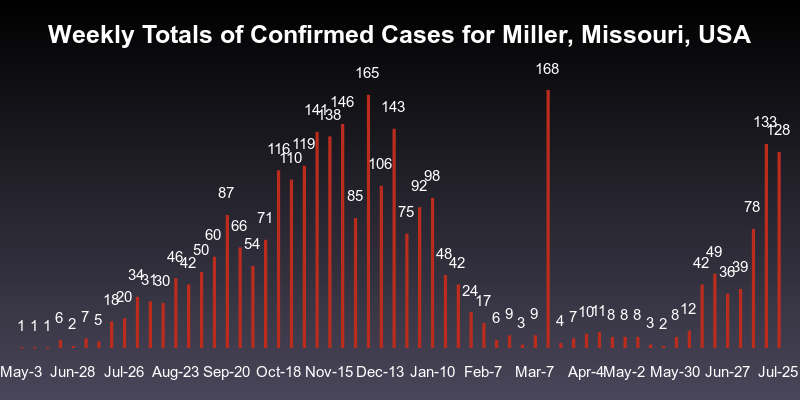 Weekly Totals of Confirmed Cases for Miller, Missouri, USA
1 1 1 6 2 7 5 18 20 34 31 30 46 42 50 60 87 66 54 71 116 110 119 141 138 146 85 165 106 143 75 92 98 48 42 24 17 6 9 3 9 168 4 7 10 11 8 8 8 3 2 8 12 42 49 36 39 78 133 128
May-3 Jun-28 Jul-26 Aug-23 Sep-20 Oct-18 Nov-15 Dec-13 Jan-10 Feb-7 Mar-7 Apr-4 May-2 May-30 Jun-27 Jul-25